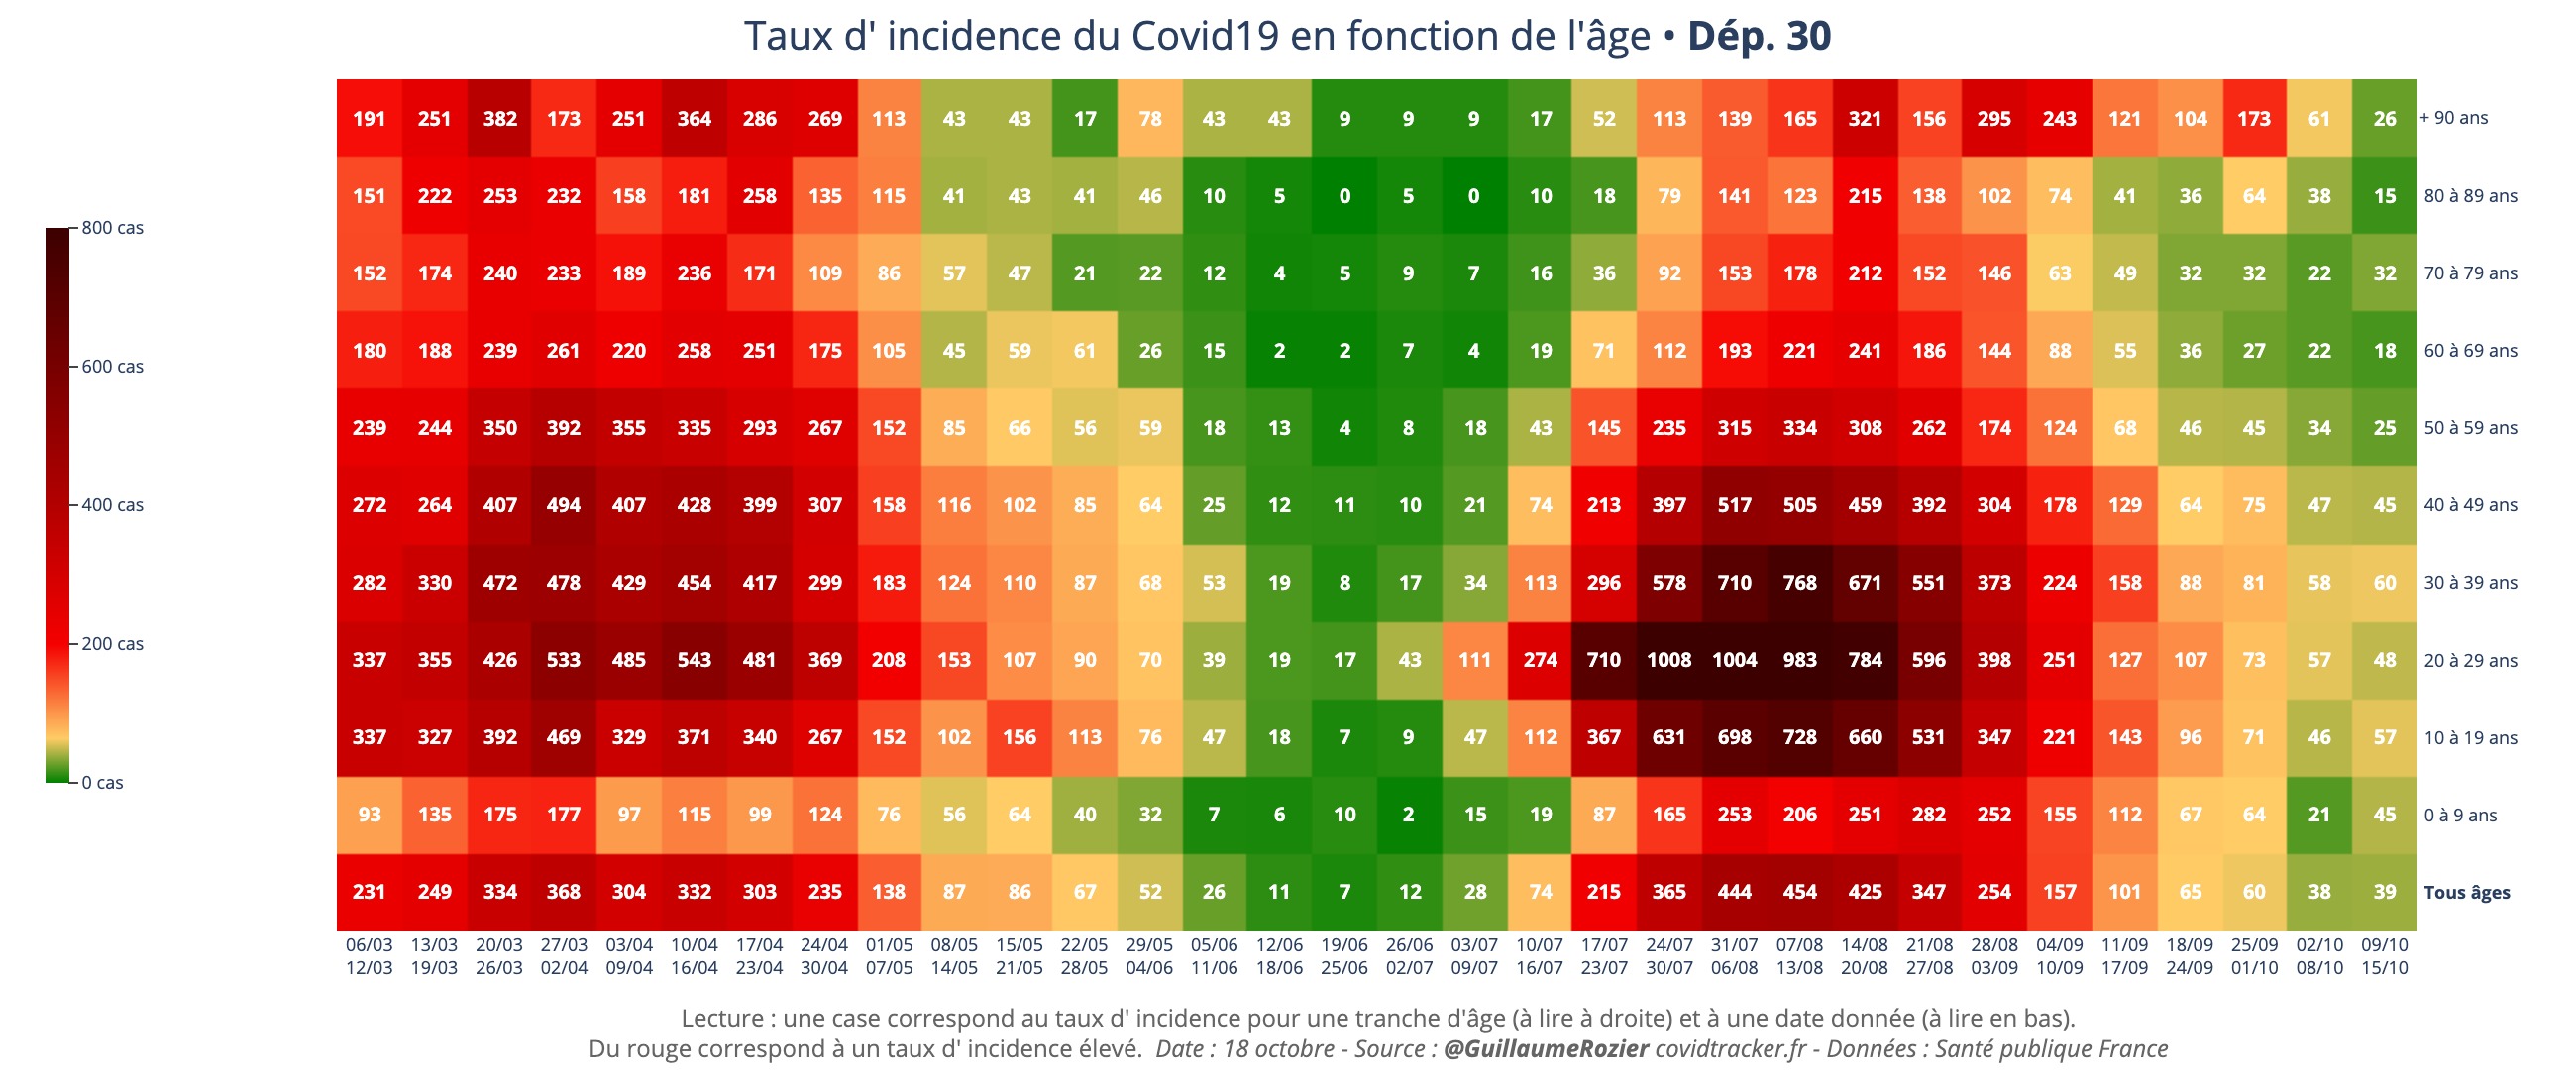 Taux d' incidence du Covid19 en fonction de l'âge • Dép. 30
800 cas
600 cas
400 cas
200 cas
0 cas
191 251 382 173 251 364 286 269 113 43 43 17 78 43 43 9 9 9 17 52 113 139 165 321 156 295 243 121 104 173 61 26 + 90 ans
151 222 253 232 158 181 258 135 115 41 43 41 46 10 5 0 5 0 10 18 79 141 123 215 138 102 74 41 36 64 38 15 80 à 89 ans
152 174 240 233 189 236 171 109 86 57 47 21 22 12 4 5 9 7 16 36 92 153 178 212 152 146 63 49 32 32 22 32 70 à 79 ans
180 188 239 261 220 258 251 175 105 45 59 61 26 15 2 2 7 4 19 71 112 193 221 241 186 144 88 55 36 27 22 18 60 à 69 ans
239 244 350 392 355 335 293 267 152 85 66 56 59 18 13 4 8 18 43 145 235 315 334 308 262 174 124 68 46 45 34 25 50 à 59 ans
272 264 407 494 407 428 399 307 158 116 102 85 64 25 12 11 10 21 74 213 397 517 505 459 392 304 178 129 64 75 47 45 40 à 49 ans
282 330 472 478 429 454 417 299 183 124 110 87 68 53 19 8 17 34 113 296 578 710 768 671 551 373 224 158 88 81 58 60 30 à 39 ans
337 355 426 533 485 543 481 369 208 153 107 90 70 39 19 17 43 111 274 710 1008 1004 983 784 596 398 251 127 107 73 57 48 20 à 29 ans
337 327 392 469 329 371 340 267 152 102 156 113 76 47 18 7 9 47 112 367 631 698 728 660 531 347 221 143 96 71 46 57 10 à 19 ans
93 135 175 177 97 115 99 124 76 56 64 40 32 7 6 10 2 15 19 87 165 253 206 251 282 252 155 112 67 64 21 45 0 à 9 ans
231 249 334 368 304 332 303 235 138 87 86 67 52 26 11 7 12 28 74 215 365 444 454 425 347 254 157 101 65 60 38 39 Tous âges
06/03 13/03 20/03 27/03 03/04 10/04 17/04 24/04 01/05 08/05 15/05 22/05 29/05 05/06 12/06 19/06 26/06 03/07 10/07 17/07 24/07 31/07 07/08 14/08 21/08 28/08 04/09 11/09 18/09 25/09 02/10 09/10
12/03 19/03 26/03 02/04 09/04 16/04 23/04 30/04 07/05 14/05 21/05 28/05 04/06 11/06 18/06 25/06 02/07 09/07 16/07 23/07 30/07 06/08 13/08 20/08 27/08 03/09 10/09 17/09 24/09 01/10 08/10 15/10
Lecture : une case correspond au taux d' incidence pour une tranche d'âge (à lire à droite) et à une date donnée (à lire en bas).
Du rouge correspond à un taux d' incidence élevé. Date : 18 octobre - Source : @GuillaumeRozier covidtracker.fr - Données : Santé publique France